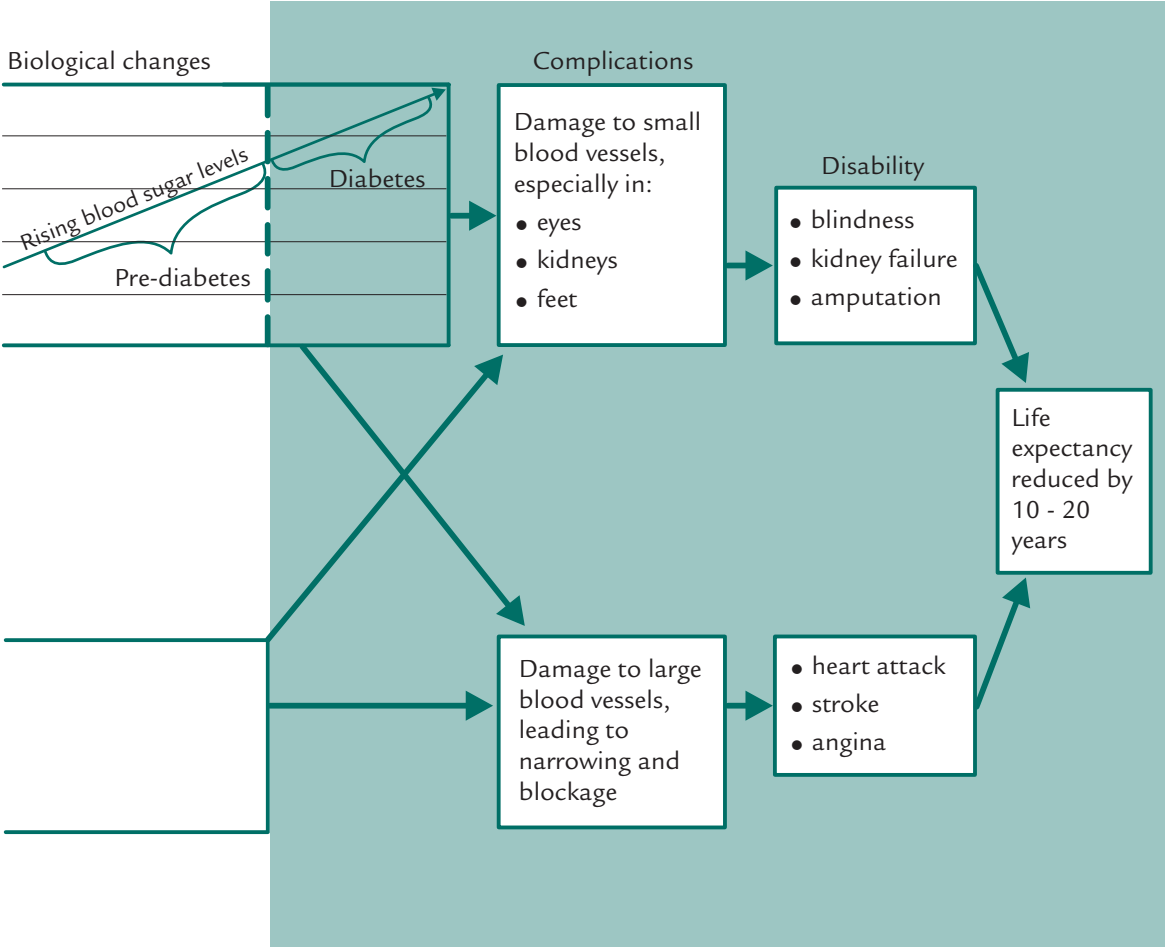 Biological changes
Rising blood sugar levels
Diabetes
Pre-diabetes
Complications
Damage to small
blood vessels,
especially in:
• eyes
• kidneys
• feet
Disability
• blindness
• kidney failure
• amputation
Life
expectancy
reduced by
10 - 20
years
Damage to large
blood vessels,
leading to
narrowing and
blockage
• heart attack
• stroke
• angina